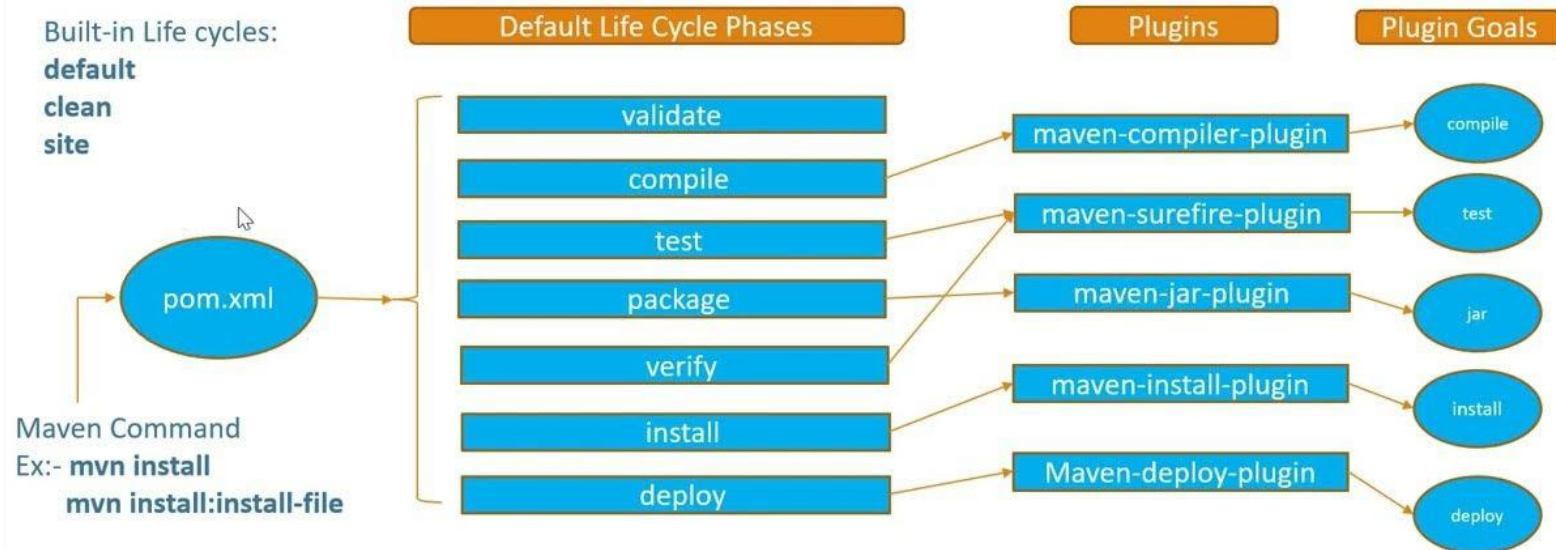 Built-in Life cycles:
default
clean
site
Maven Command
Ex:- mvn install
mvn install:install-file
pom.xml
Default Life Cycle Phases
validate
compile
test
package
verify
install
deploy
Plugins
maven-compiler-plugin
maven-surefire-plugin
maven-jar-plugin
maven-install-plugin
Maven-deploy-plugin
Plugin Goals
compile
test
jar
install
deploy